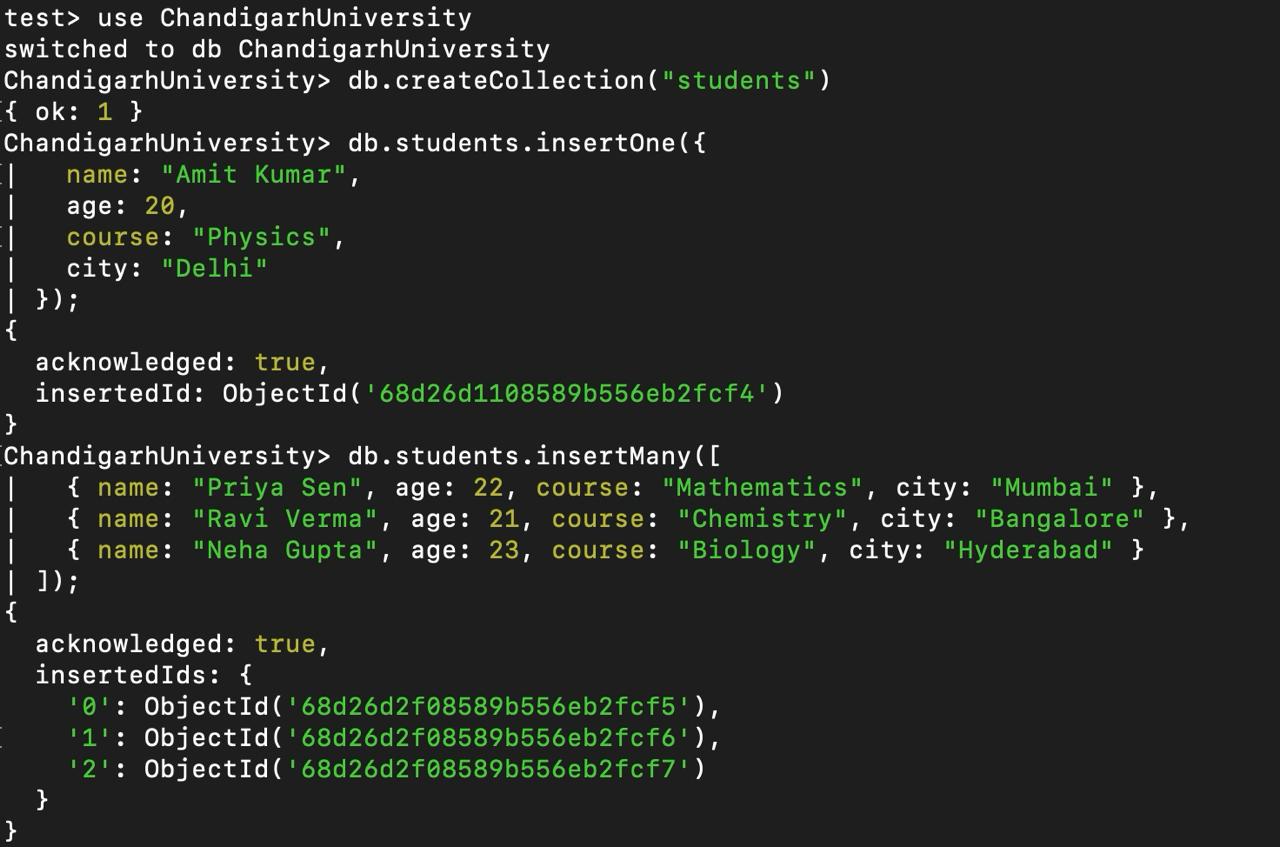 test> use ChandigarhUniversity
switched to db ChandigarhUniversity
ChandigarhUniversity> db.createCollection("students")
{ ok: 1 }
ChandigarhUniversity> db.students.insertOne({
|   name: "Amit Kumar",
|   age: 20,
|   course: "Physics",
|   city: "Delhi"
| });
{
  acknowledged: true,
  insertedId: ObjectId('68d26d1108589b556eb2fcf4')
}
ChandigarhUniversity> db.students.insertMany([
|   { name: "Priya Sen", age: 22, course: "Mathematics", city: "Mumbai" },
|   { name: "Ravi Verma", age: 21, course: "Chemistry", city: "Bangalore" },
|   { name: "Neha Gupta", age: 23, course: "Biology", city: "Hyderabad" }
| ]);
{
  acknowledged: true,
  insertedIds: {
    '0': ObjectId('68d26d2f08589b556eb2fcf5'),
    '1': ObjectId('68d26d2f08589b556eb2fcf6'),
    '2': ObjectId('68d26d2f08589b556eb2fcf7')
  }
}